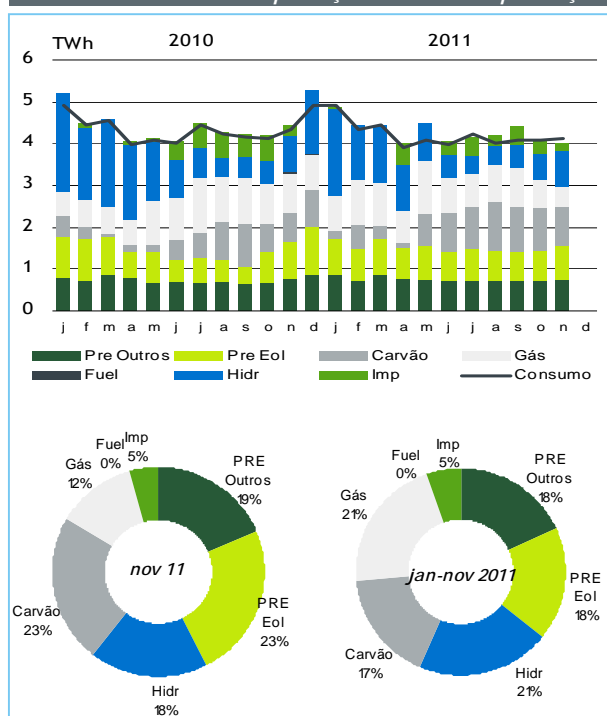 6 TWh 2010 2011
5
4
3
2
1
0
j f m a m j j a s o n d j f m a m j j a s o n d
Pre Outros Pre Eol Carvão Gás
Fuel Hidr Imp Consumo
Fuel
0%
Imp
5%
PRE
Outros
19%
Gás
12%
nov 11
Carvão
23%
PRE
Eol
23%
Hidr
18%
Fuel
0%
Imp
5%
PRE
Outros
18%
Gás
21%
jan-nov 2011
PRE
Eol
18%
Carvão
17%
Hidr
21%